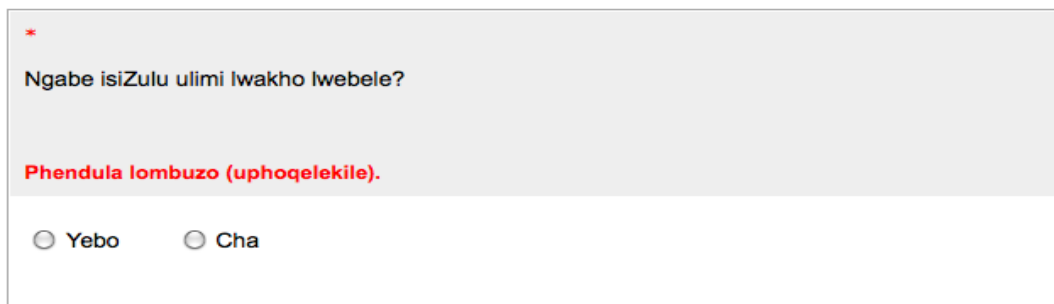 *
Ngabe isiZulu ulimi lwakho lwebele?
Phendula lombuzo (uphoqelekile).
Yebo Cha